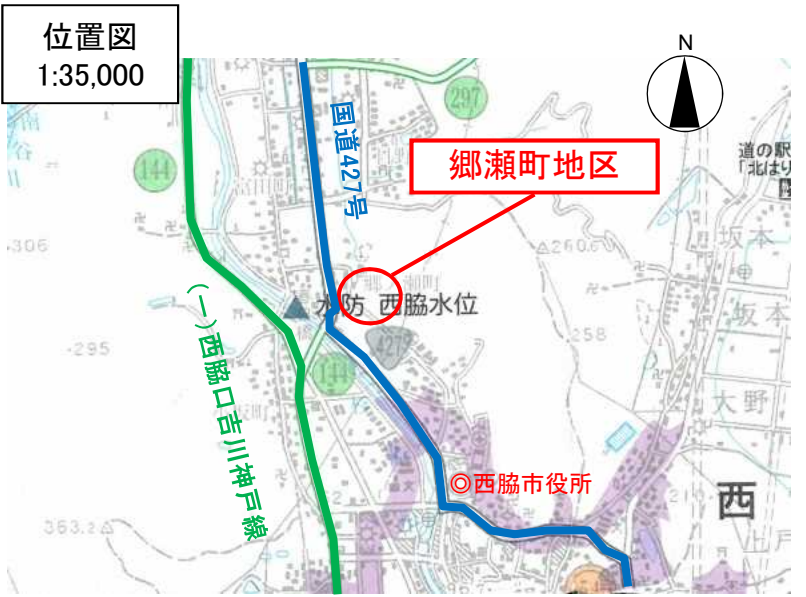 位置図
1:35,000
N
297
国道427号
郷瀬町地区
道の駅
「北はり
144
306
260.
坂本
水防 西脇水位
坂本
427
258
295
144
大野
(一)西脇口吉川神戸線
◎西脇市役所
西
363.2